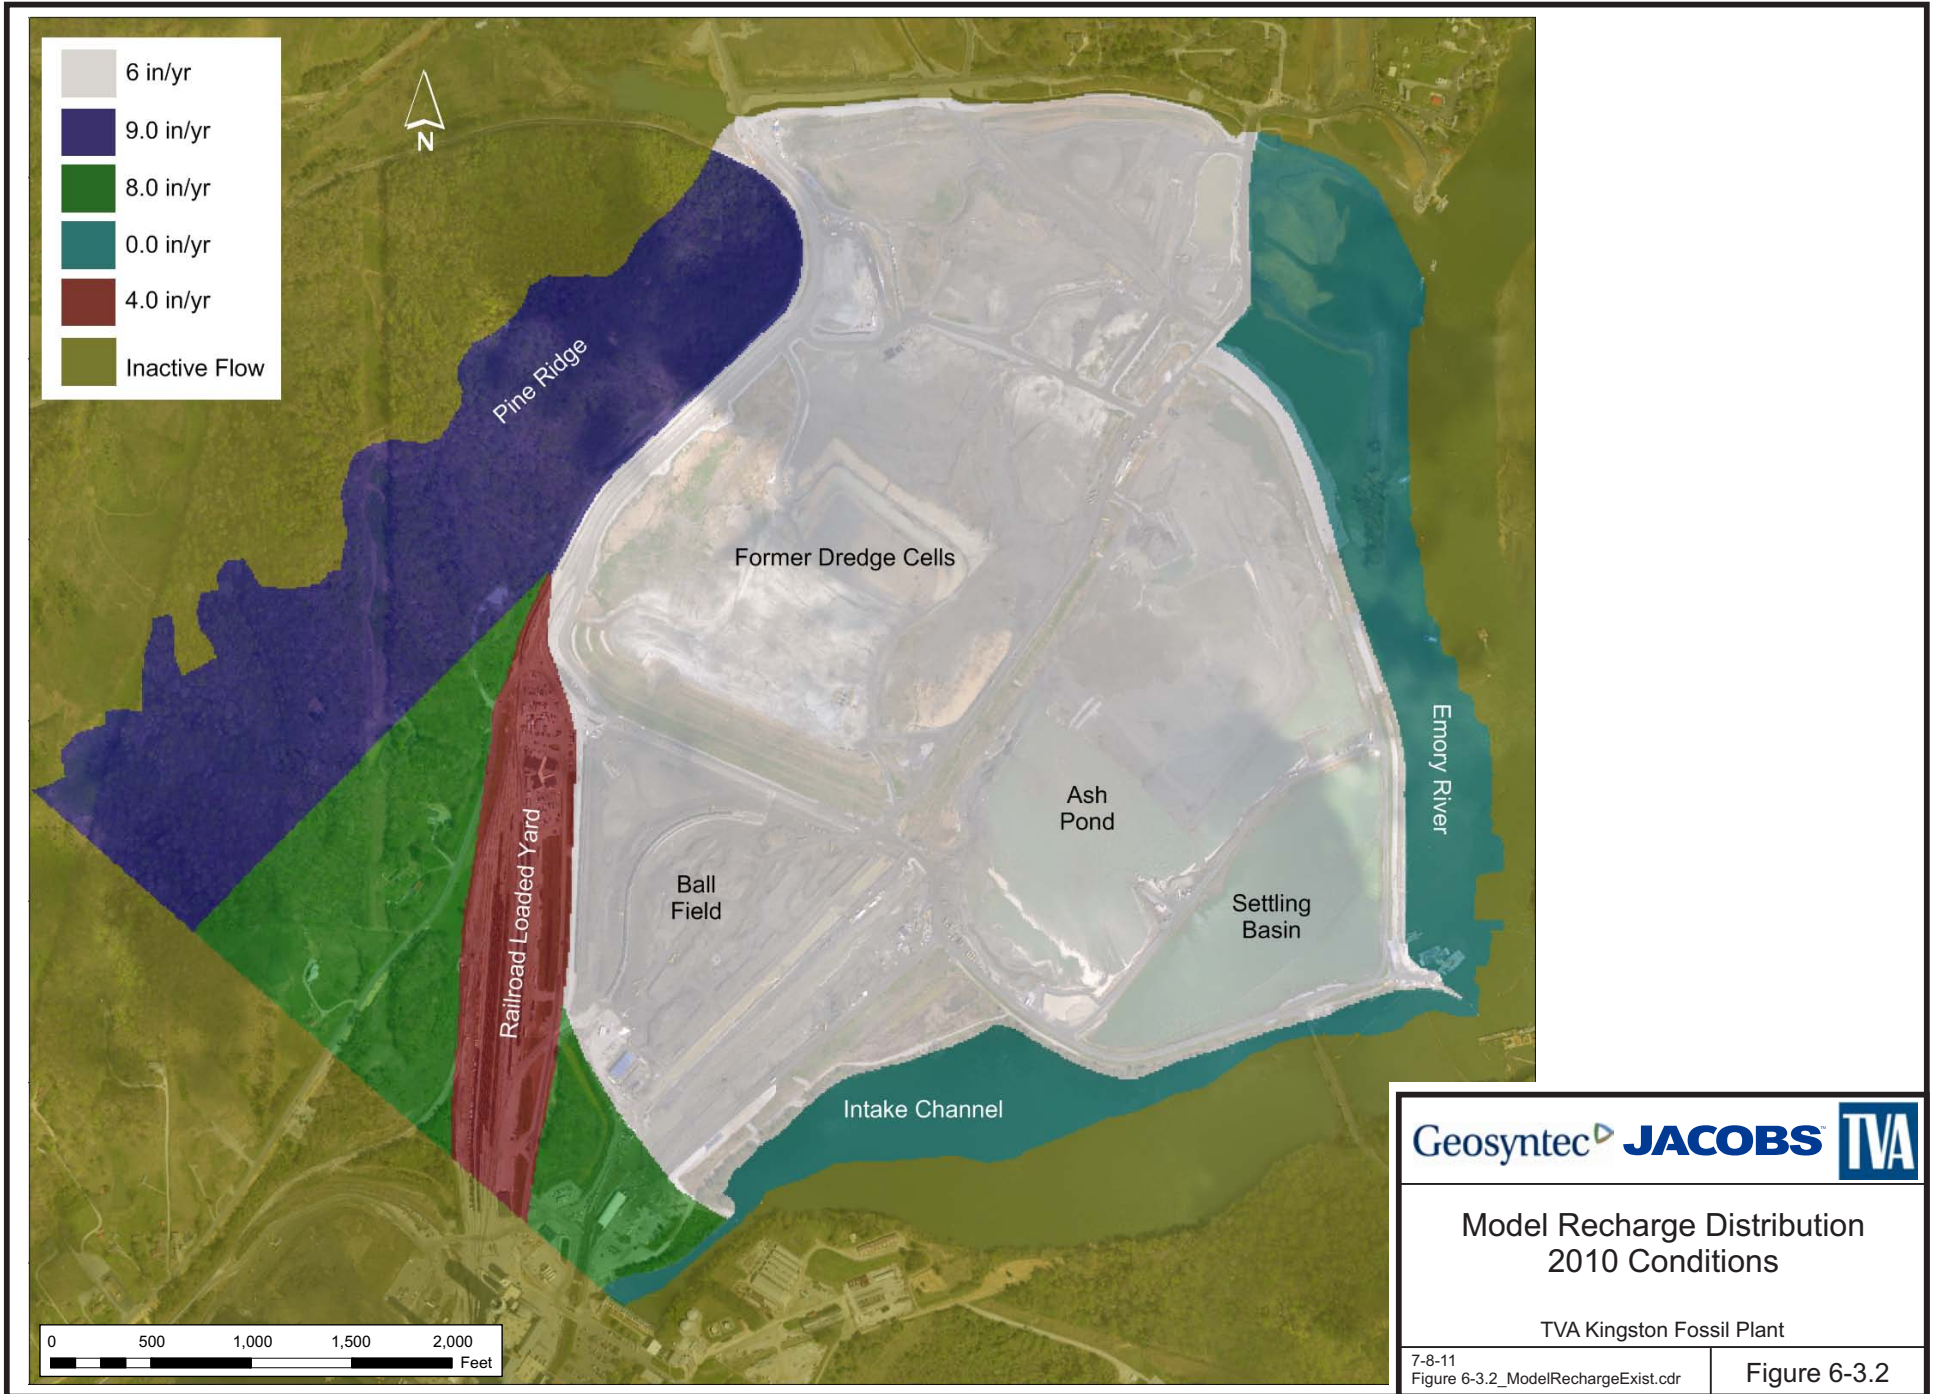 6 in/yr
9.0 in/yr
8.0 in/yr
0.0 in/yr
4.0 in/yr
Inactive Flow
N
Pine Ridge
Former Dredge Cells
Emory River
Ash
Pond
Ball
Field
Settling
Basin
Railroad Loaded Yard
Intake Channel
0 500 1,000 1,500 2,000
Feet
Geosyntec JACOBS TVA
Model Recharge Distribution
2010 Conditions
TVA Kingston Fossil Plant
7-8-11
Figure 6-3.2_ModelRechargeExist.cdr
Figure 6-3.2